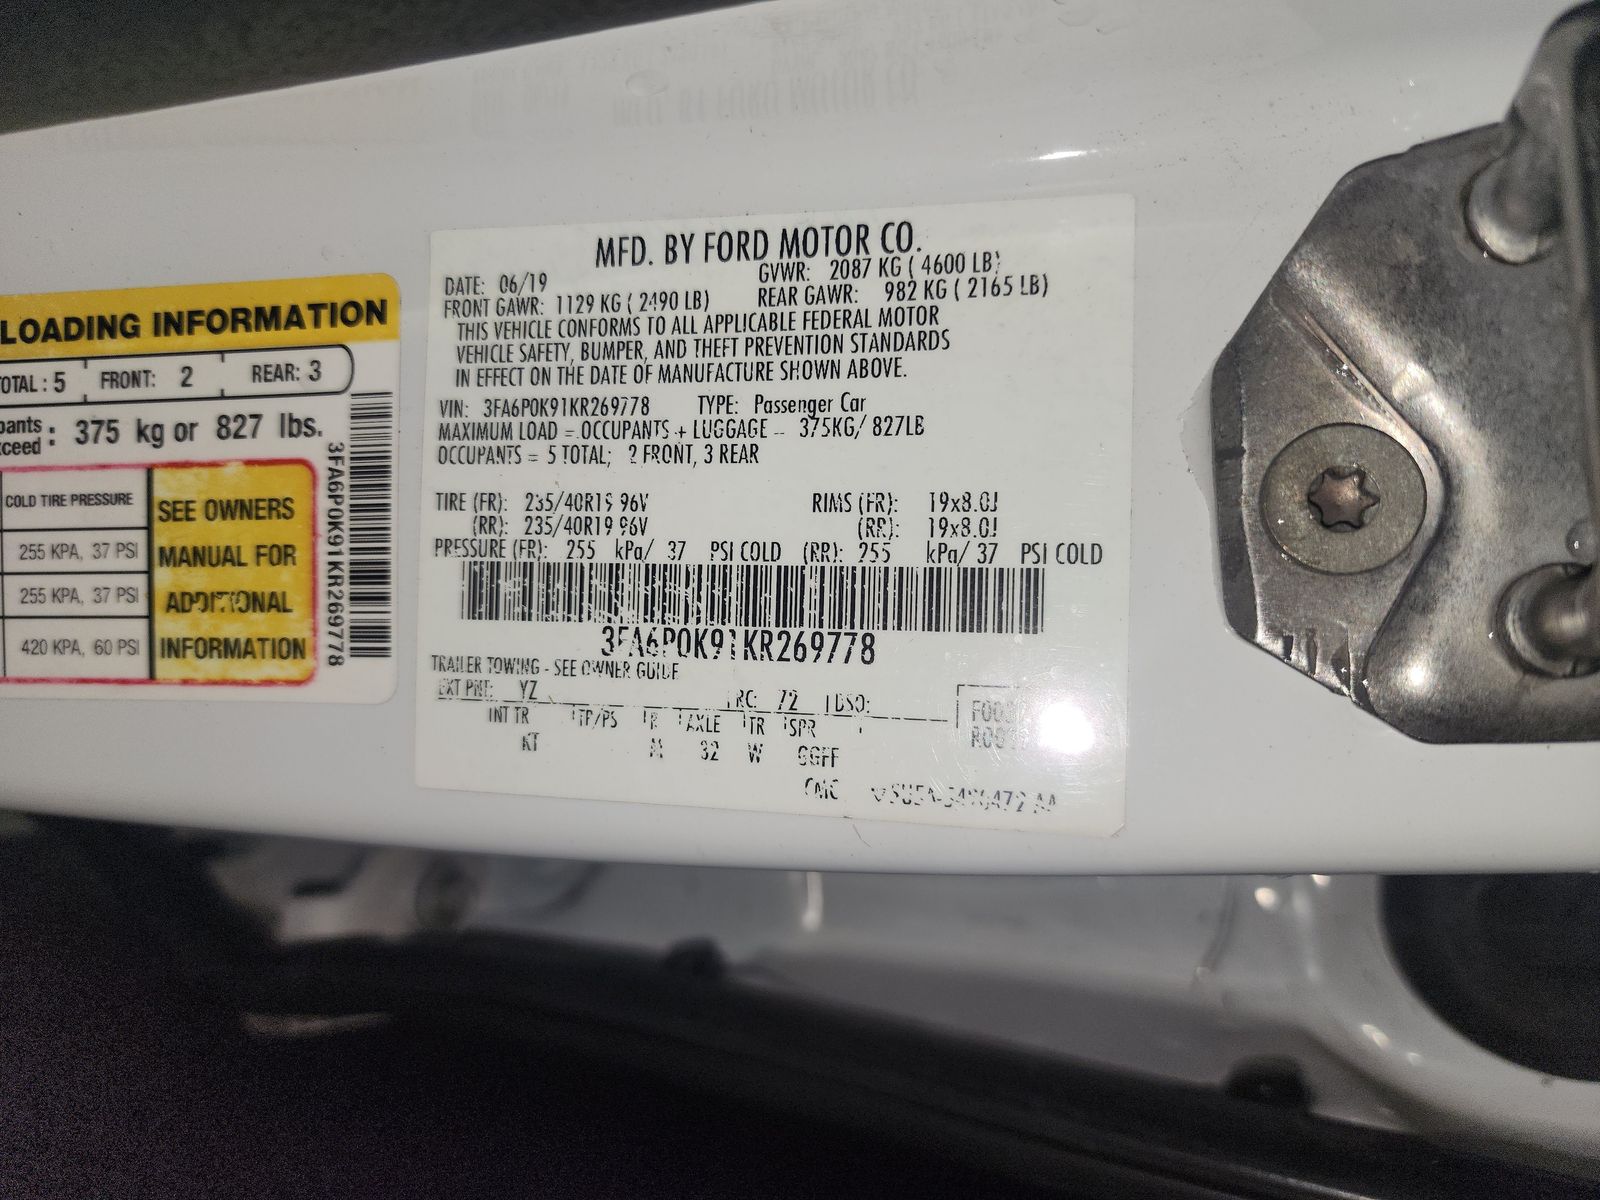 LOADING INFORMATION
TOTAL : 5 FRONT: 2 REAR: 3
375 kg or 827 lbs.
COLD TIRE PRESSURE
255 KPA, 37 PSI
255 KPA, 37 PSI
420 KPA, 60 PSI
SEE OWNERS
MANUAL FOR
ADDITIONAL
INFORMATION
3FA6P0K91KR269778
MFD. BY FORD MOTOR CO.
DATE: 06/19 GVWR: 2087 KG ( 4600 LB)
FRONT GAWR: 1129 KG ( 2490 LB) REAR GAWR: 982 KG ( 2165 LB)
THIS VEHICLE CONFORMS TO ALL APPLICABLE FEDERAL MOTOR
VEHICLE SAFETY, BUMPER, AND THEFT PREVENTION STANDARDS
IN EFFECT ON THE DATE OF MANUFACTURE SHOWN ABOVE.
VIN: 3FA6P0K91KR269778 TYPE: Passenger Car
MAXIMUM LOAD = OCCUPANTS + LUGGAGE = 375KG/ 827LB
OCCUPANTS = 5 TOTAL; 2 FRONT, 3 REAR
TIRE (FR): 235/40R19 96V RIMS (FR): 19x8.0J
(RR): 235/40R19 96V (RR): 19x8.0J
PRESSURE (FR): 255 kPa/ 37 PSI COLD (RR): 255 kPa/ 37 PSI COLD
3FA6P0K91KR269778
TRAILER TOWING - SEE OWNER GUIDE
EXT PNT: YZ RC: 72 DSO:
INT TR TP/PS R AXLE TR SPR
KT M 32 W GGFF